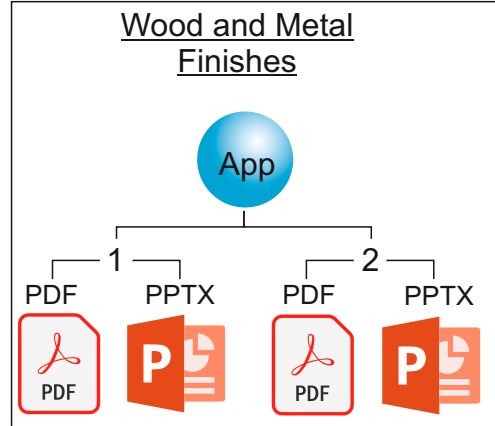 Wood and Metal
Finishes
App
1 2
PDF PPTX PDF PPTX
PDF P PDF P